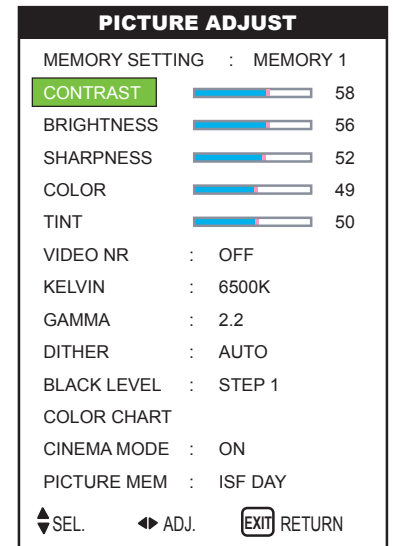 PICTURE ADJUST
MEMORY SETTING : MEMORY 1
CONTRAST 58
BRIGHTNESS 56
SHARPNESS 52
COLOR 49
TINT 50
VIDEO NR : OFF
KELVIN : 6500K
GAMMA : 2.2
DITHER : AUTO
BLACK LEVEL : STEP 1
COLOR CHART
CINEMA MODE : ON
PICTURE MEM : ISF DAY
SEL. ADJ. EXIT RETURN